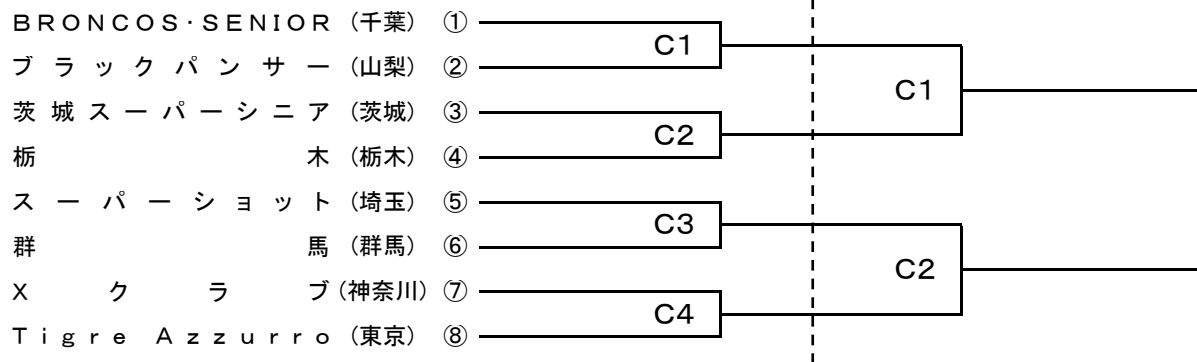 BRONCOS・SENIOR (千葉) ①
ブラックパンサー (山梨) ②
茨城スーパーシニア (茨城) ③
栃木 (栃木) ④
スーパーショット (埼玉) ⑤
群馬 (群馬) ⑥
Xクラブ (神奈川) ⑦
Tigre Azzurro (東京) ⑧
C1
C2
C3
C4
C1
C2